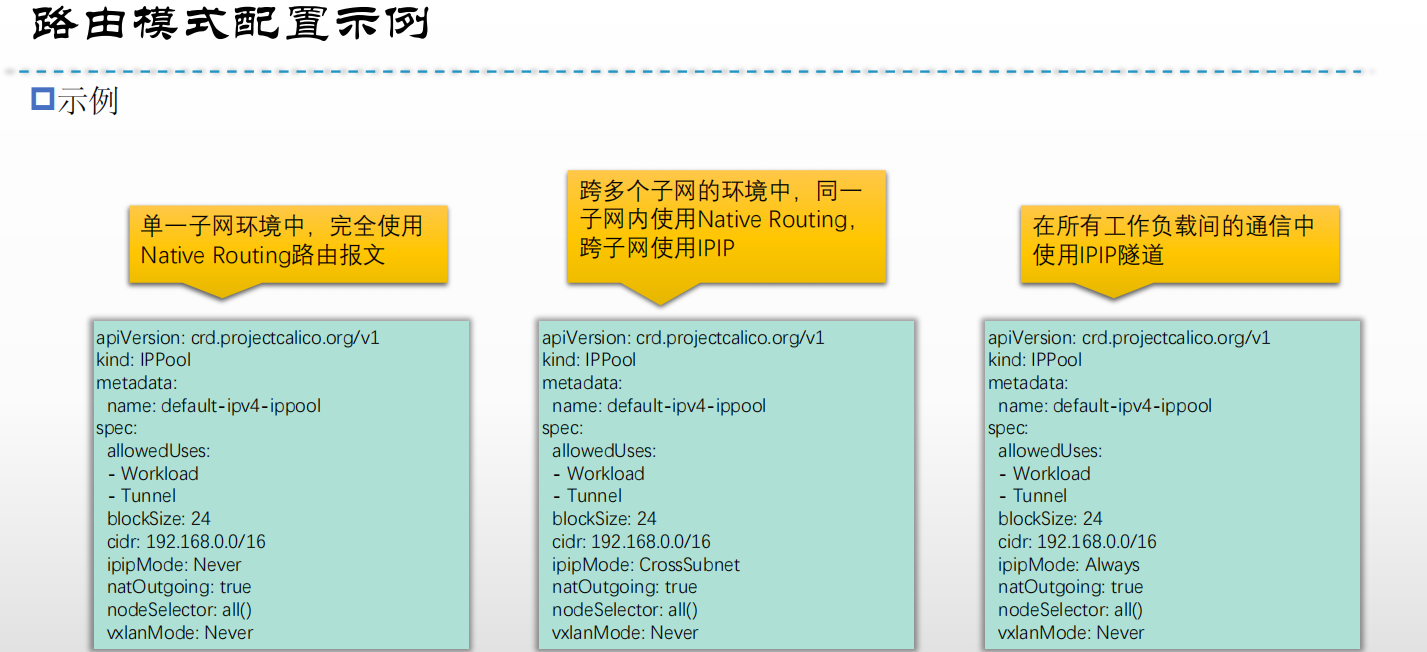 路由模式配置示例
示例
单一子网环境中，完全使用
Native Routing路由报文
跨多个子网的环境中，同一
子网内使用Native Routing，
跨子网使用IPIP
在所有工作负载间的通信中
使用IPIP隧道
apiVersion: crd.projectcalico.org/v1
kind: IPPool
metadata:
  name: default-ipv4-ippool
spec:
  allowedUses:
  - Workload
  - Tunnel
  blockSize: 24
  cidr: 192.168.0.0/16
  ipipMode: Never
  natOutgoing: true
  nodeSelector: all()
  vxlanMode: Never
apiVersion: crd.projectcalico.org/v1
kind: IPPool
metadata:
  name: default-ipv4-ippool
spec:
  allowedUses:
  - Workload
  - Tunnel
  blockSize: 24
  cidr: 192.168.0.0/16
  ipipMode: CrossSubnet
  natOutgoing: true
  nodeSelector: all()
  vxlanMode: Never
apiVersion: crd.projectcalico.org/v1
kind: IPPool
metadata:
  name: default-ipv4-ippool
spec:
  allowedUses:
  - Workload
  - Tunnel
  blockSize: 24
  cidr: 192.168.0.0/16
  ipipMode: Always
  natOutgoing: true
  nodeSelector: all()
  vxlanMode: Never